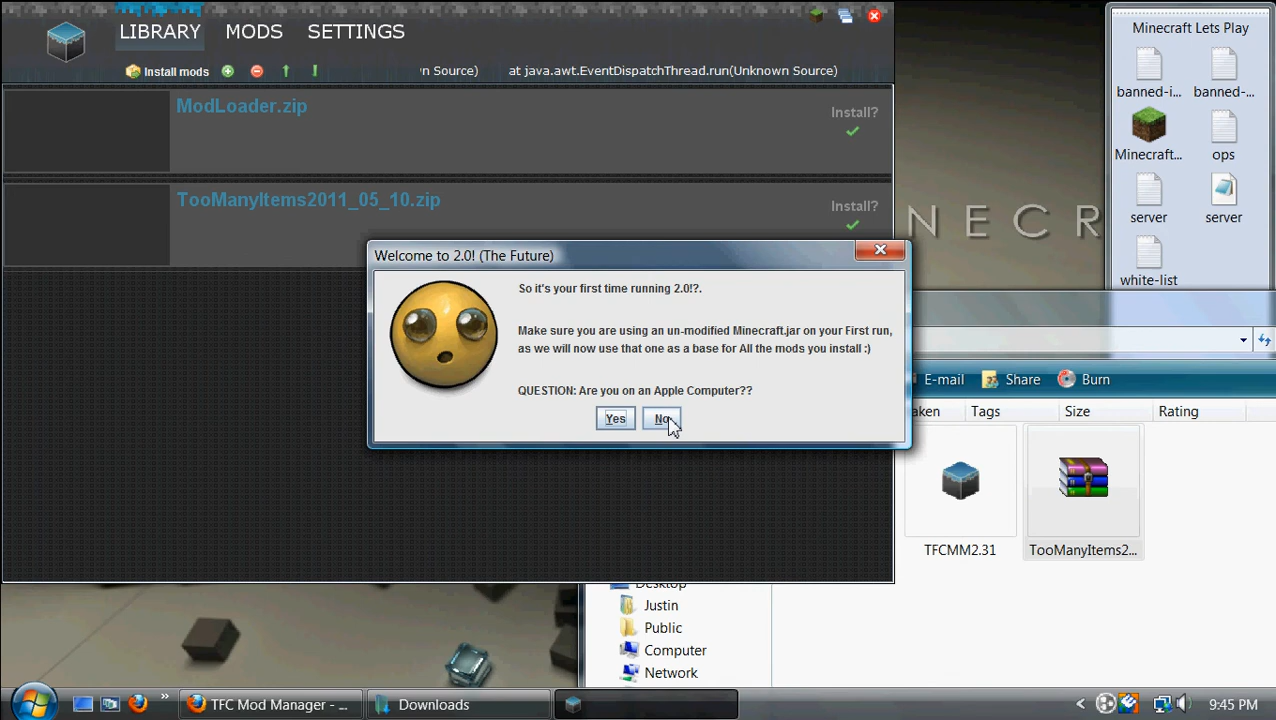 LIBRARY MODS SETTINGS
Install mods
n Source) at java.awt.EventDispatchThread.run(Unknown Source)
ModLoader.zip
Install?
TooManyItems2011_05_10.zip
Install?
Welcome to 2.0! (The Future)
So it's your first time running 2.0!?.
Make sure you are using an un-modified Minecraft.jar on your First run,
as we will now use that one as a base for All the mods you install :)
QUESTION: Are you on an Apple Computer??
Yes No
Minecraft Lets Play
banned-i... banned-...
Minecraft... ops
server server
white-list
NECR
E-mail Share Burn
aken Tags Size Rating
TFCMM2.31 TooManyItems2...
Desktop
Justin
Public
Computer
Network
TFC Mod Manager - ... Downloads
9:45 PM